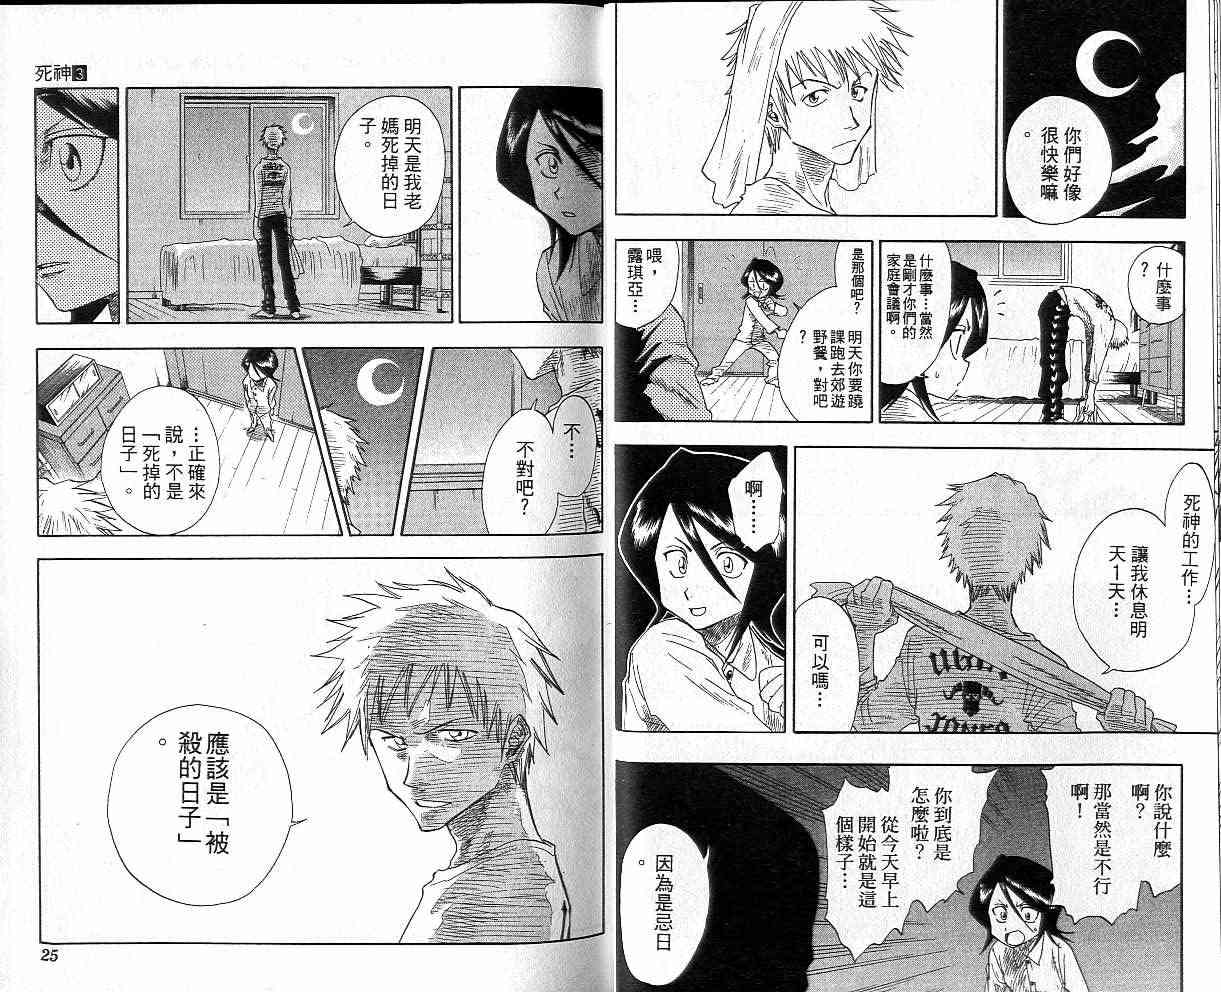 你們好像
很快樂嘛
。
什麼事
？
什麼事…當然
是剛才你們的
家庭會議啊。
是那個吧？
明天你要蹺
課跑去郊遊
野餐，對吧
？
喂，
露琪亞…
死神的工作…
讓我休息明
天1天…
可以嗎…
啊……
你說什麼
啊？
那當然是不行
啊！
你到底是
怎麼啦？
從今天早上
開始就是這
個樣子…
因為是忌日
。
死神3
明天是我老
媽死掉的日
子。
不…
不對吧？
…正確來
說，不是
「死掉的
日子」。
應該是「被
殺的日子」
。
25